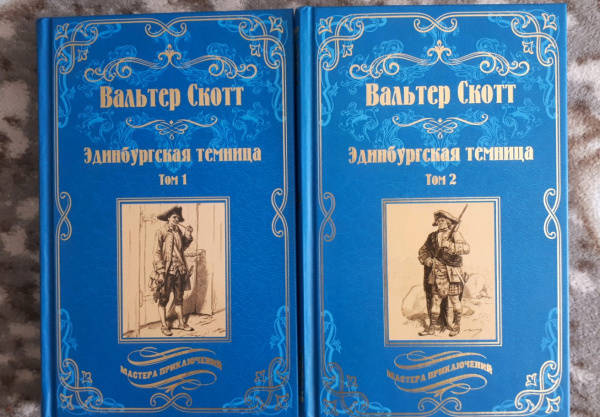 Вальтер Скотт
Эдинбургская темница
Том 1
МАСТЕРА ПРИКЛЮЧЕНИЙ
Вальтер Скотт
Эдинбургская темница
Том 2
МАСТЕРА ПРИКЛЮЧЕНИЙ